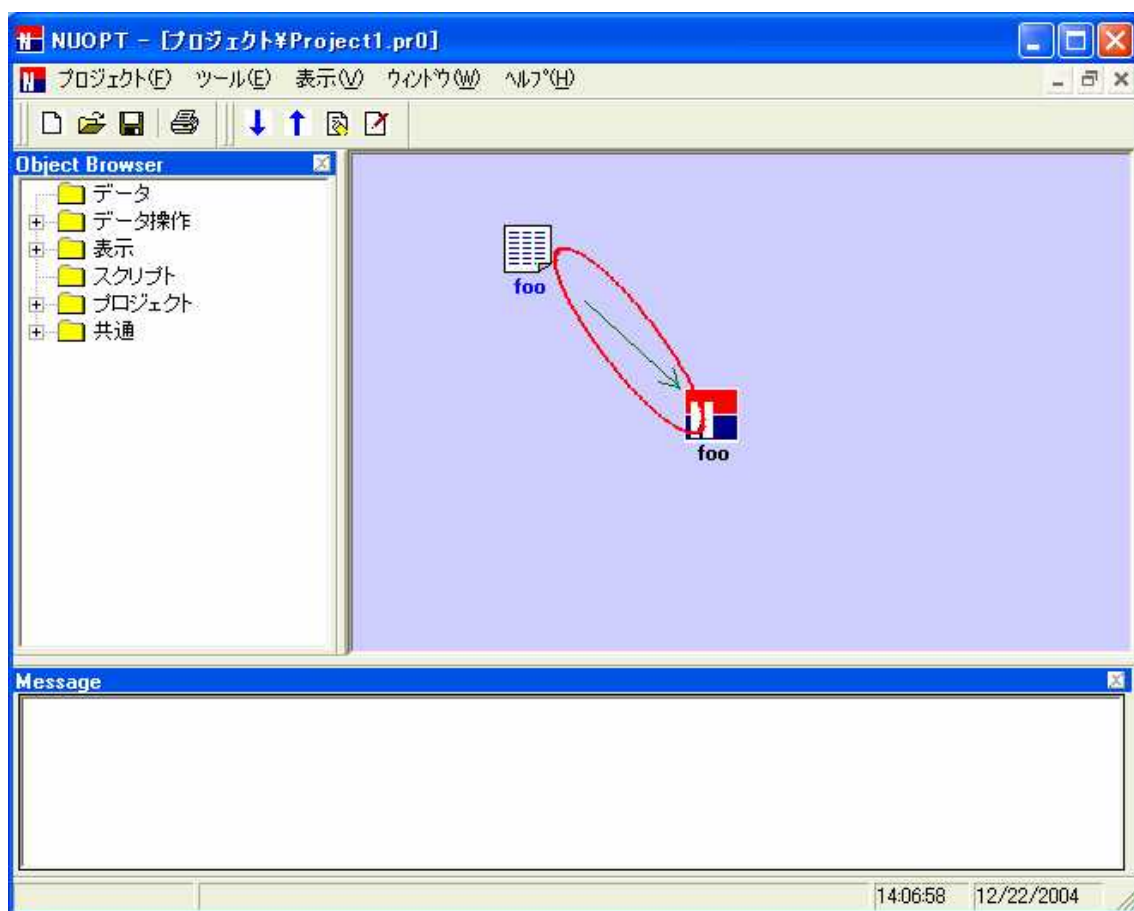 NUOPT - [プロジェクト¥Project1.pr0]
プロジェクト(F) ツール(E) 表示(V) ウィンドウ(W) ヘルプ(H)
Object Browser
データ
データ操作
表示
スクリプト
プロジェクト
共通
foo
foo
Message
14:06:58 12/22/2004